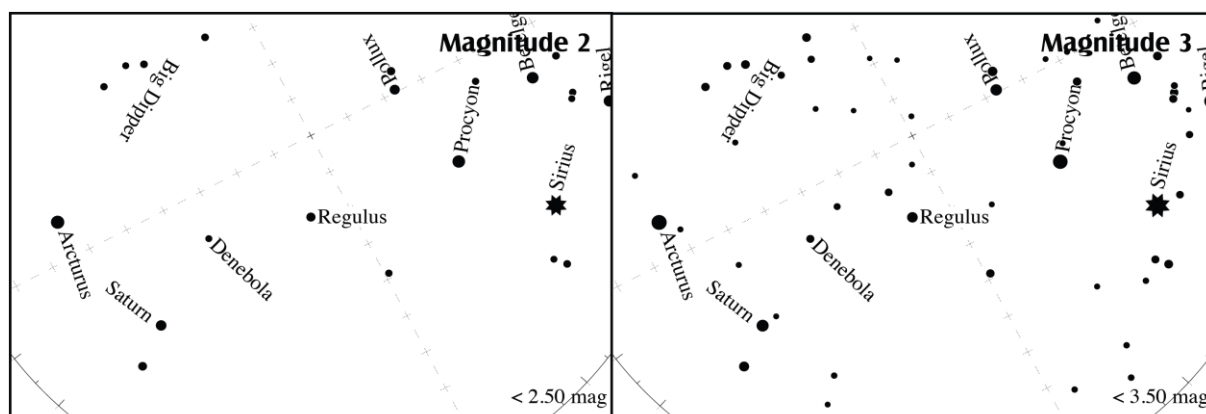 Magnitude 2
Big Dipper
Pollux
Procyon
Sirius
Regulus
Denebola
Arcturus
Saturn
< 2.50 mag
Magnitude 3
Big Dipper
Pollux
Procyon
Sirius
Regulus
Denebola
Arcturus
Saturn
< 3.50 mag